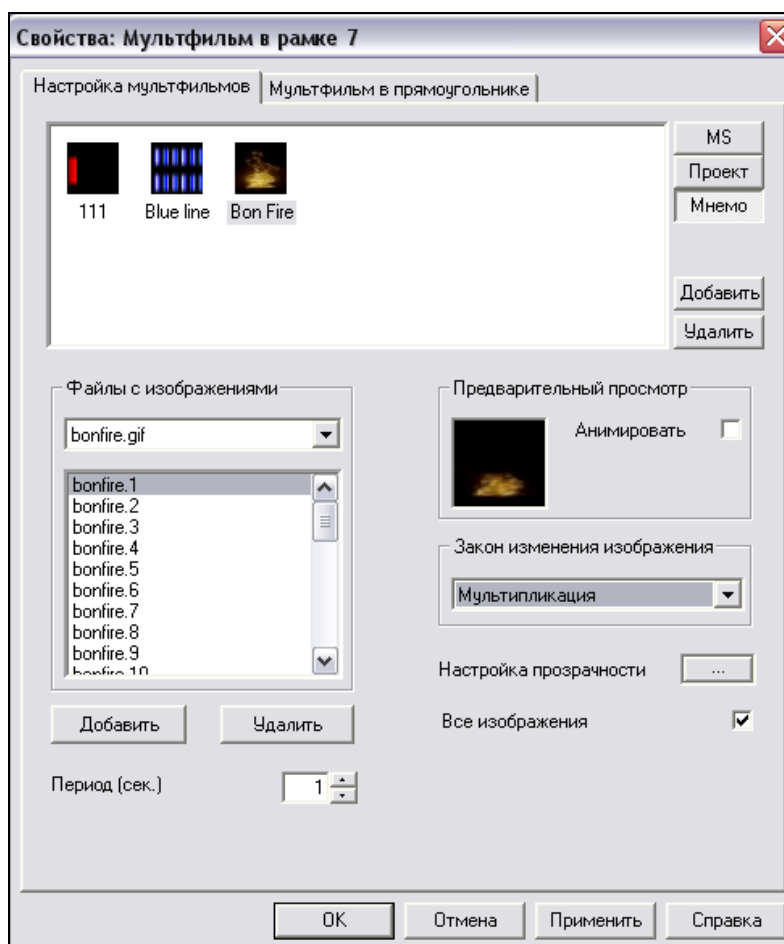 Свойства: Мультфильм в рамке 7
Настройка мультфильмов
Мультфильм в прямоугольнике
MS
Проект
Мнемо
111
Blue line
Bon Fire
Добавить
Удалить
Файлы с изображениями
bonfire.gif
bonfire.1
bonfire.2
bonfire.3
bonfire.4
bonfire.5
bonfire.6
bonfire.7
bonfire.8
bonfire.9
bonfire.10
Добавить
Удалить
Период (сек.)
1
Предварительный просмотр
Анимировать
Закон изменения изображения
Мультипликация
Настройка прозрачности
...
Все изображения
OK
Отмена
Применить
Справка